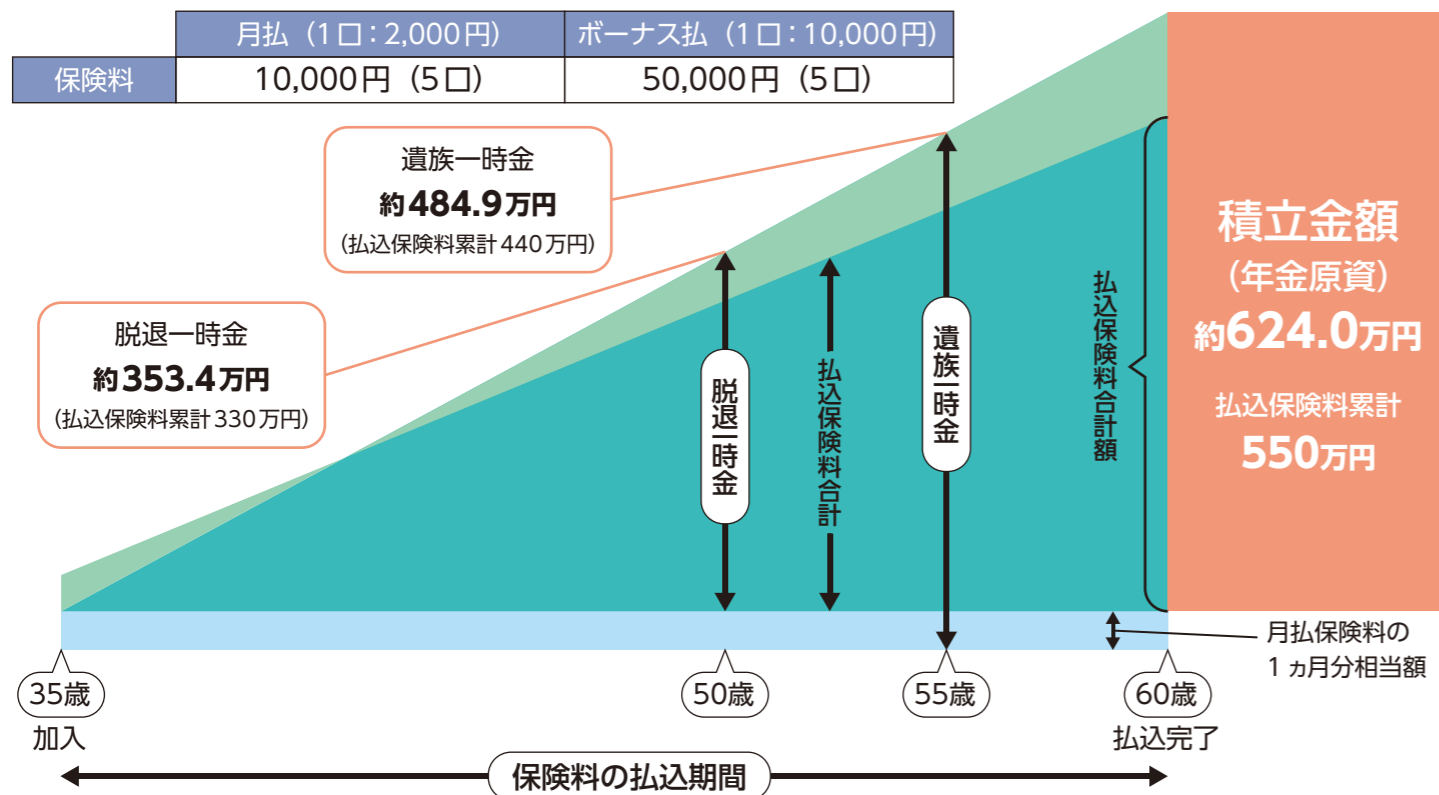 月払（1口：2,000円） ボーナス払（1口：10,000円）
保険料 10,000円（5口） 50,000円（5口）
遺族一時金
約484.9万円
（払込保険料累計440万円）
脱退一時金
約353.4万円
（払込保険料累計330万円）
脱退一時金
払込保険料合計
遺族一時金
払込保険料合計額
積立金額
（年金原資）
約624.0万円
払込保険料累計
550万円
月払保険料の
1ヵ月分相当額
35歳 50歳 55歳 60歳
加入 払込完了
保険料の払込期間